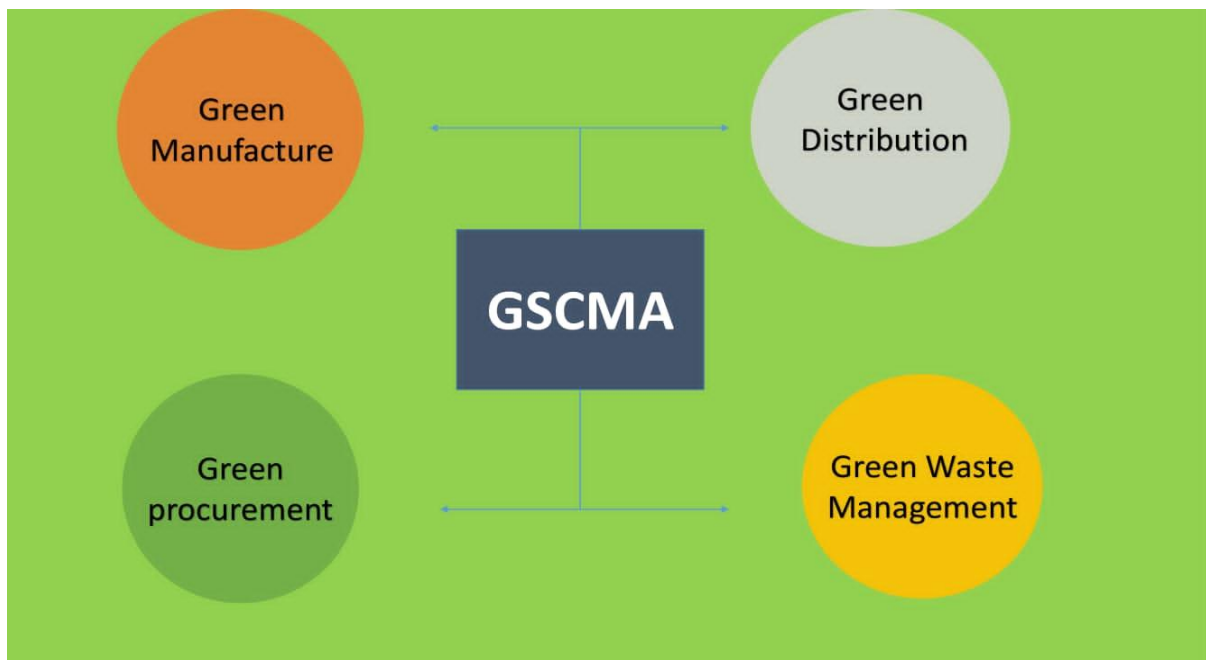 Green
Manufacture
Green
Distribution
GSCMA
Green
procurement
Green Waste
Management